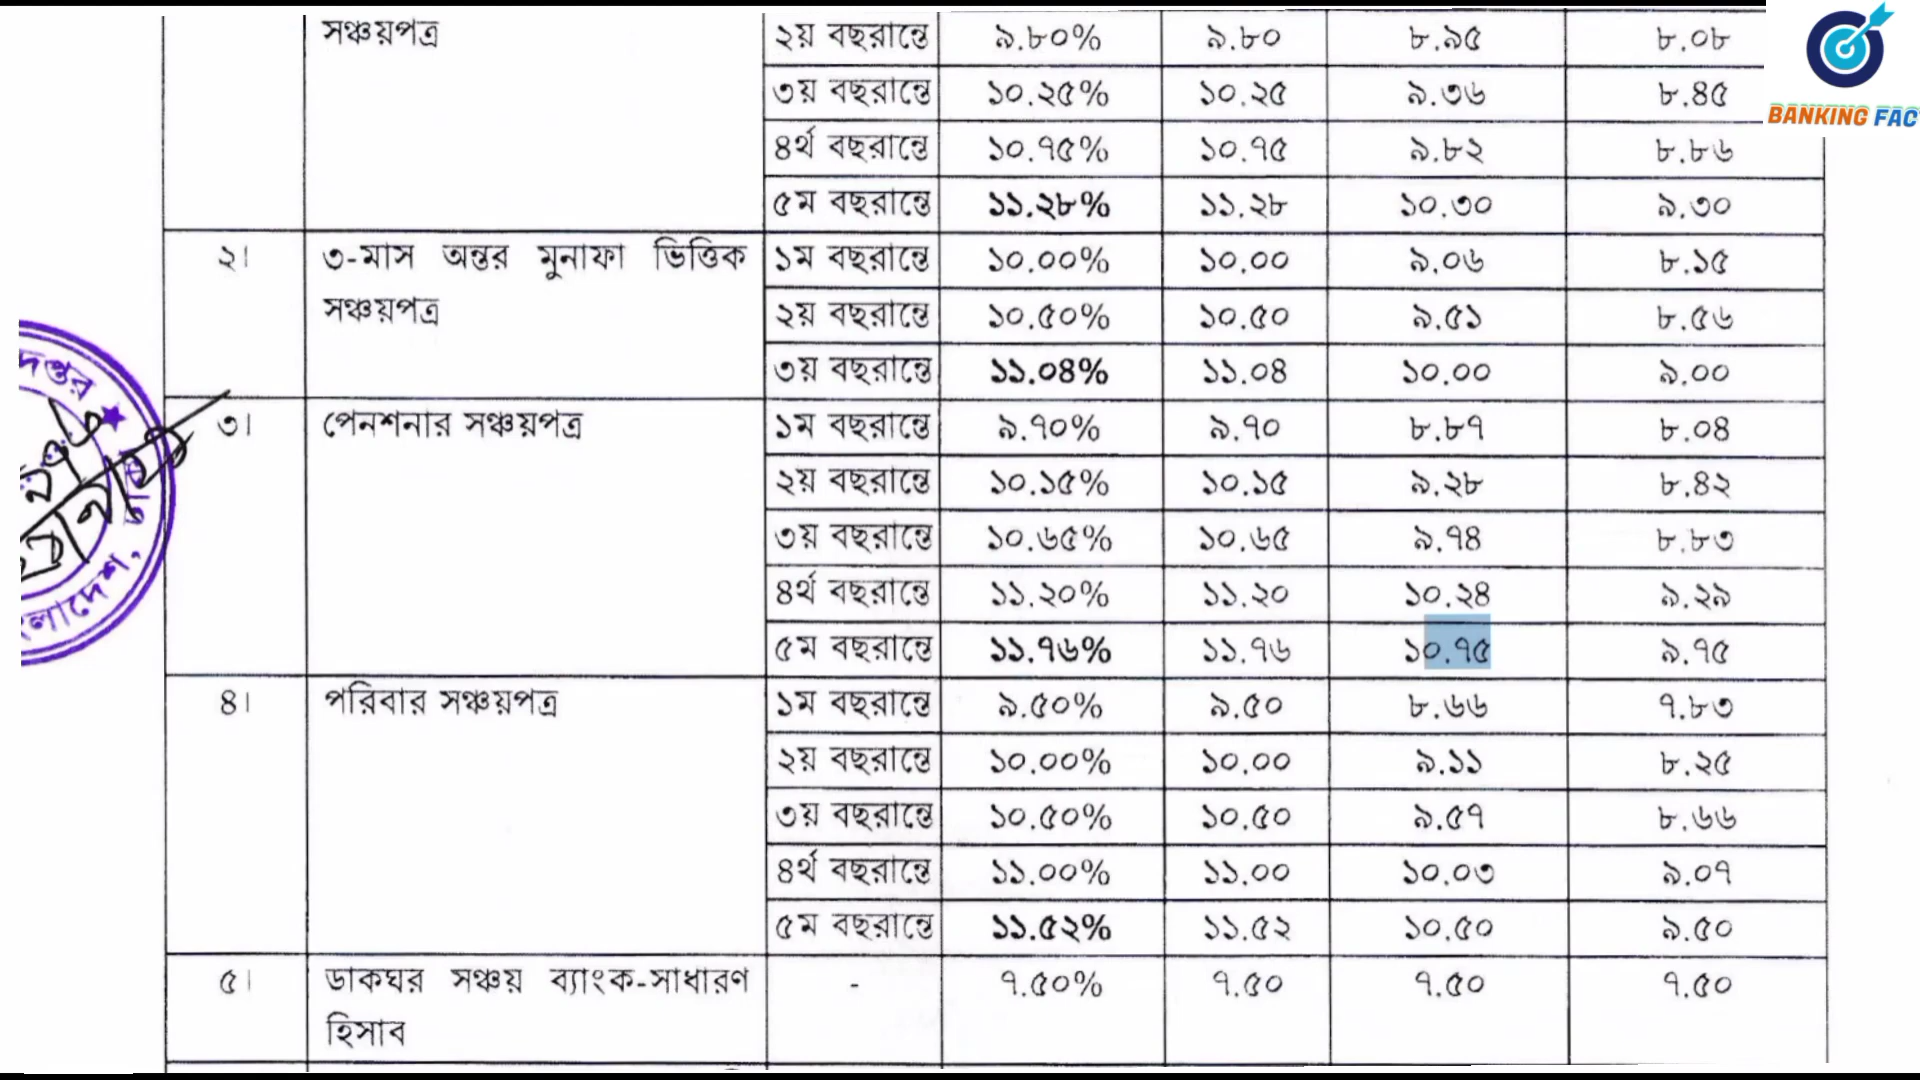 সঞ্চয়পত্র ২য় বছরান্তে ৯.৮০% ৯.৮০ ৮.৯৫ ৮.০৮
৩য় বছরান্তে ১০.২৫% ১০.২৫ ৯.৩৬ ৮.৪৫
BANKING FAC
৪র্থ বছরান্তে ১০.৭৫% ১০.৭৫ ৯.৮২ ৮.৮৬
৫ম বছরান্তে ১১.২৮% ১১.২৮ ১০.৩০ ৯.৩০
২। ৩-মাস অন্তর মুনাফা ভিত্তিক ১ম বছরান্তে ১০.০০% ১০.০০ ৯.০৬ ৮.১৫
সঞ্চয়পত্র ২য় বছরান্তে ১০.৫০% ১০.৫০ ৯.৫১ ৮.৫৬
৩য় বছরান্তে ১১.০৪% ১১.০৪ ১০.০০ ৯.০০
৩। পেনশনার সঞ্চয়পত্র ১ম বছরান্তে ৯.৭০% ৯.৭০ ৮.৮৭ ৮.০৪
২য় বছরান্তে ১০.১৫% ১০.১৫ ৯.২৮ ৮.৪২
৩য় বছরান্তে ১০.৬৫% ১০.৬৫ ৯.৭৪ ৮.৮৩
৪র্থ বছরান্তে ১১.২০% ১১.২০ ১০.২৪ ৯.২৯
৫ম বছরান্তে ১১.৭৬% ১১.৭৬ ১০.৭৫ ৯.৭৫
৪। পরিবার সঞ্চয়পত্র ১ম বছরান্তে ৯.৫০% ৯.৫০ ৮.৬৬ ৭.৮৩
২য় বছরান্তে ১০.০০% ১০.০০ ৯.১১ ৮.২৫
৩য় বছরান্তে ১০.৫০% ১০.৫০ ৯.৫৭ ৮.৬৬
৪র্থ বছরান্তে ১১.০০% ১১.০০ ১০.০৩ ৯.০৭
৫ম বছরান্তে ১১.৫২% ১১.৫২ ১০.৫০ ৯.৫০
৫। ডাকঘর সঞ্চয় ব্যাংক-সাধারণ - ৭.৫০% ৭.৫০ ৭.৫০ ৭.৫০
হিসাব